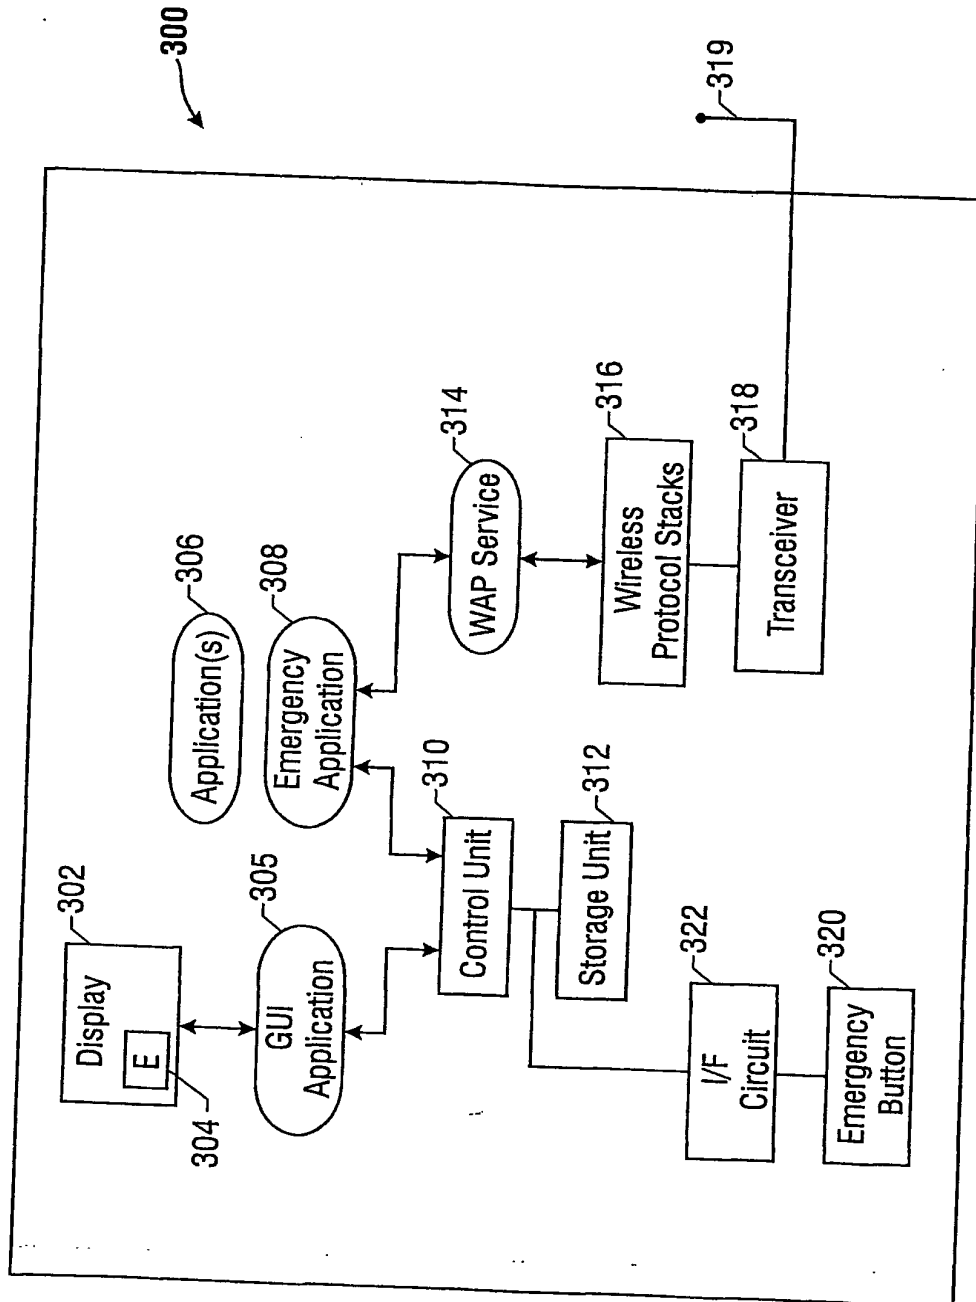 300
302
Display
E
304
305
GUI
Application
306
Application(s)
308
Emergency
Application
310
Control Unit
312
Storage Unit
314
WAP Service
316
Wireless
Protocol Stacks
318
Transceiver
319
322
I/F
Circuit
320
Emergency
Button